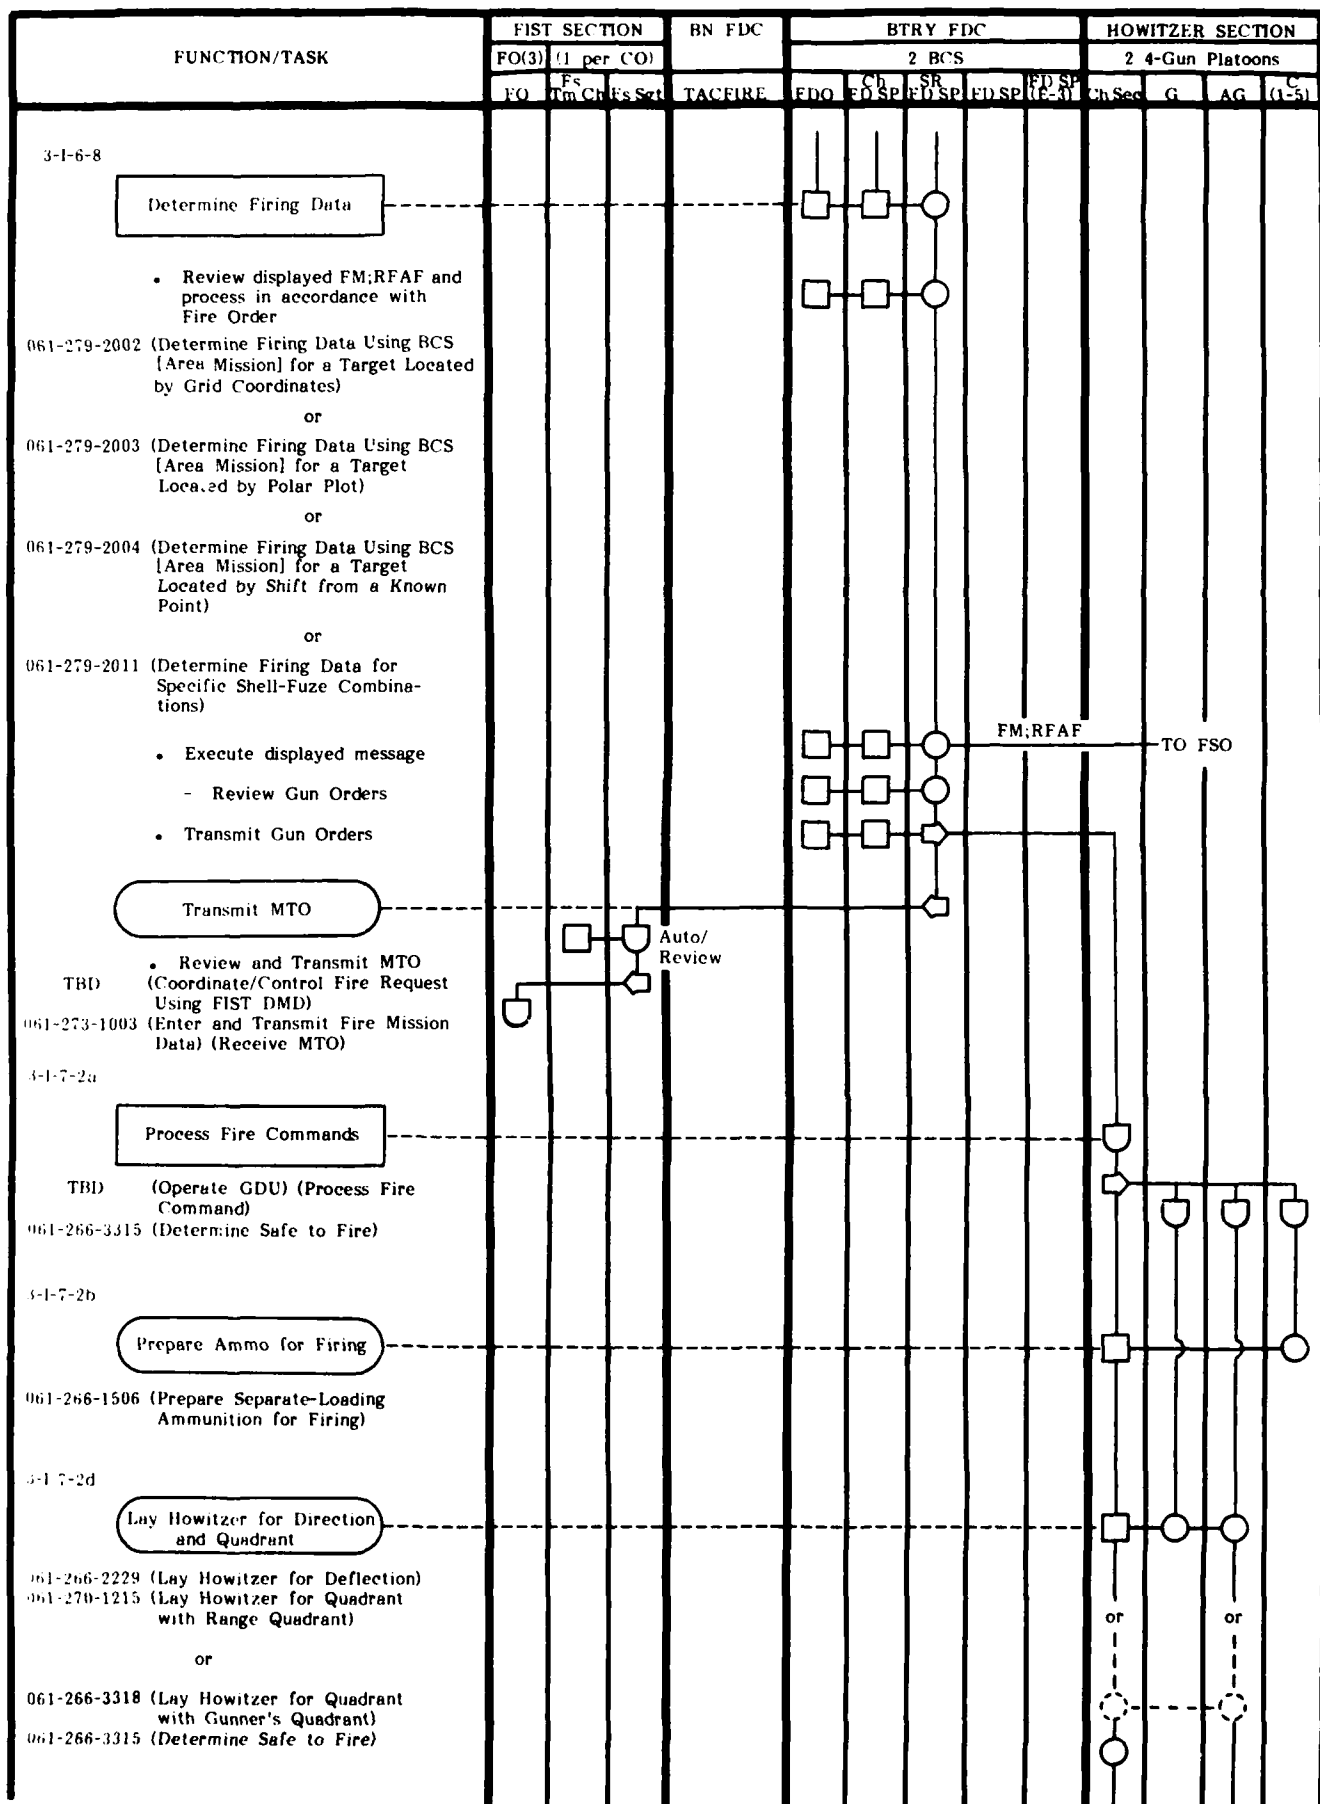 FUNCTION/TASK
FIST SECTION
BN FDC
BTRY FDC
HOWITZER SECTION
FO(3) (1 per CO)
2 BCS
2 4-Gun Platoons
FO
Fs Tm Ch
Fs Sgt
TACFIRE
FDO
Ch FD SP
SR FD SP
FD SP
FD SP (E-3)
Ch Sec
G
AG
C (1-5)
3-1-6-8
Determine Firing Data
• Review displayed FM;RFAF and
process in accordance with
Fire Order
061-279-2002 (Determine Firing Data Using BCS
[Area Mission] for a Target Located
by Grid Coordinates)
or
061-279-2003 (Determine Firing Data Using BCS
[Area Mission] for a Target
Located by Polar Plot)
or
061-279-2004 (Determine Firing Data Using BCS
[Area Mission] for a Target
Located by Shift from a Known
Point)
or
061-279-2011 (Determine Firing Data for
Specific Shell-Fuze Combina-
tions)
FM;RFAF
TO FSO
• Execute displayed message
- Review Gun Orders
• Transmit Gun Orders
Transmit MTO
Auto/
Review
• Review and Transmit MTO
TBD (Coordinate/Control Fire Request
Using FIST DMD)
061-273-1003 (Enter and Transmit Fire Mission
Data) (Receive MTO)
3-1-7-2a
Process Fire Commands
TBD (Operate GDU) (Process Fire
Command)
061-266-3315 (Determine Safe to Fire)
3-1-7-2b
Prepare Ammo for Firing
061-266-1506 (Prepare Separate-Loading
Ammunition for Firing)
3-1-7-2d
Lay Howitzer for Direction
and Quadrant
061-266-2229 (Lay Howitzer for Deflection)
061-270-1215 (Lay Howitzer for Quadrant
with Range Quadrant)
or
or
or
061-266-3318 (Lay Howitzer for Quadrant
with Gunner's Quadrant)
061-266-3315 (Determine Safe to Fire)